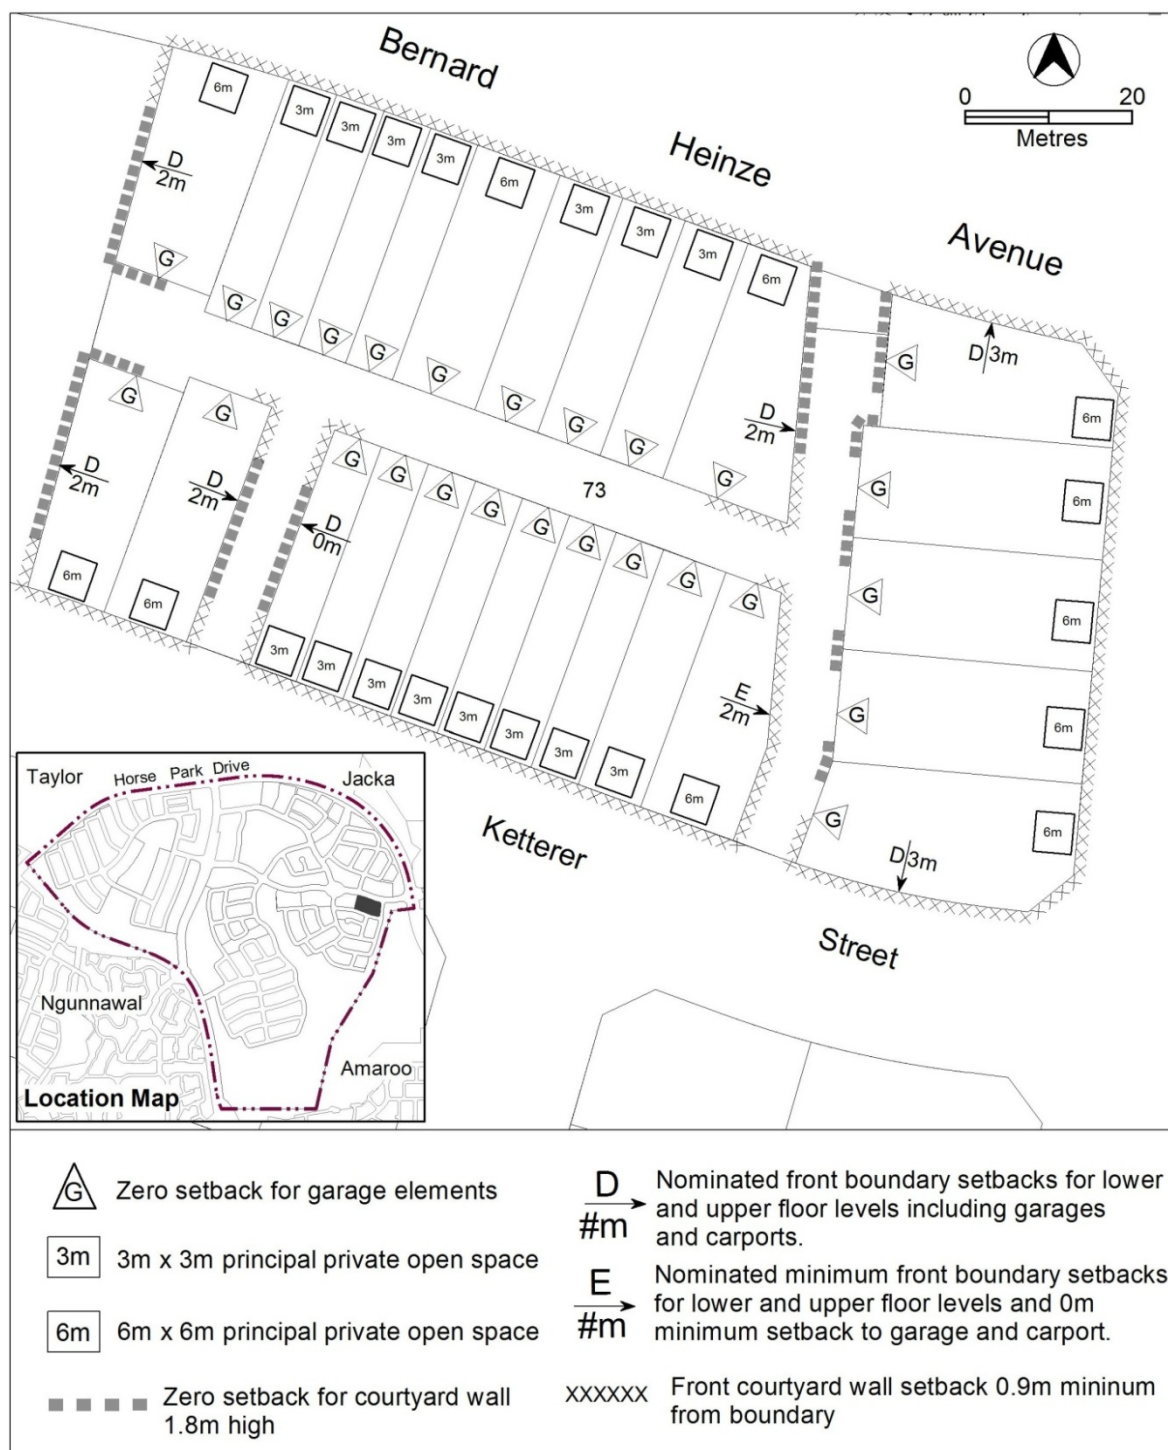 Bernard
Heinze
Avenue
0 20
Metres
6m
3m
3m
3m
3m
6m
3m
3m
3m
6m
D
2m
G
G
G
G
G
G
G
G
G
G
D
2m
D 3m
G
6m
G
G
D
2m
D
2m
6m
6m
G
G
G
G
G
G
G
G
G
D
0m
73
3m
3m
3m
3m
3m
3m
3m
3m
6m
E
2m
G
6m
G
6m
G
6m
G
6m
D 3m
Ketterer
Street
Taylor
Horse Park Drive
Jacka
Ngunnawal
Amaroo
Location Map
G
Zero setback for garage elements
3m
3m x 3m principal private open space
6m
6m x 6m principal private open space
Zero setback for courtyard wall
1.8m high
D
#m
Nominated front boundary setbacks for lower
and upper floor levels including garages
and carports.
E
#m
Nominated minimum front boundary setbacks
for lower and upper floor levels and 0m
minimum setback to garage and carport.
XXXXXX
Front courtyard wall setback 0.9m mininum
from boundary